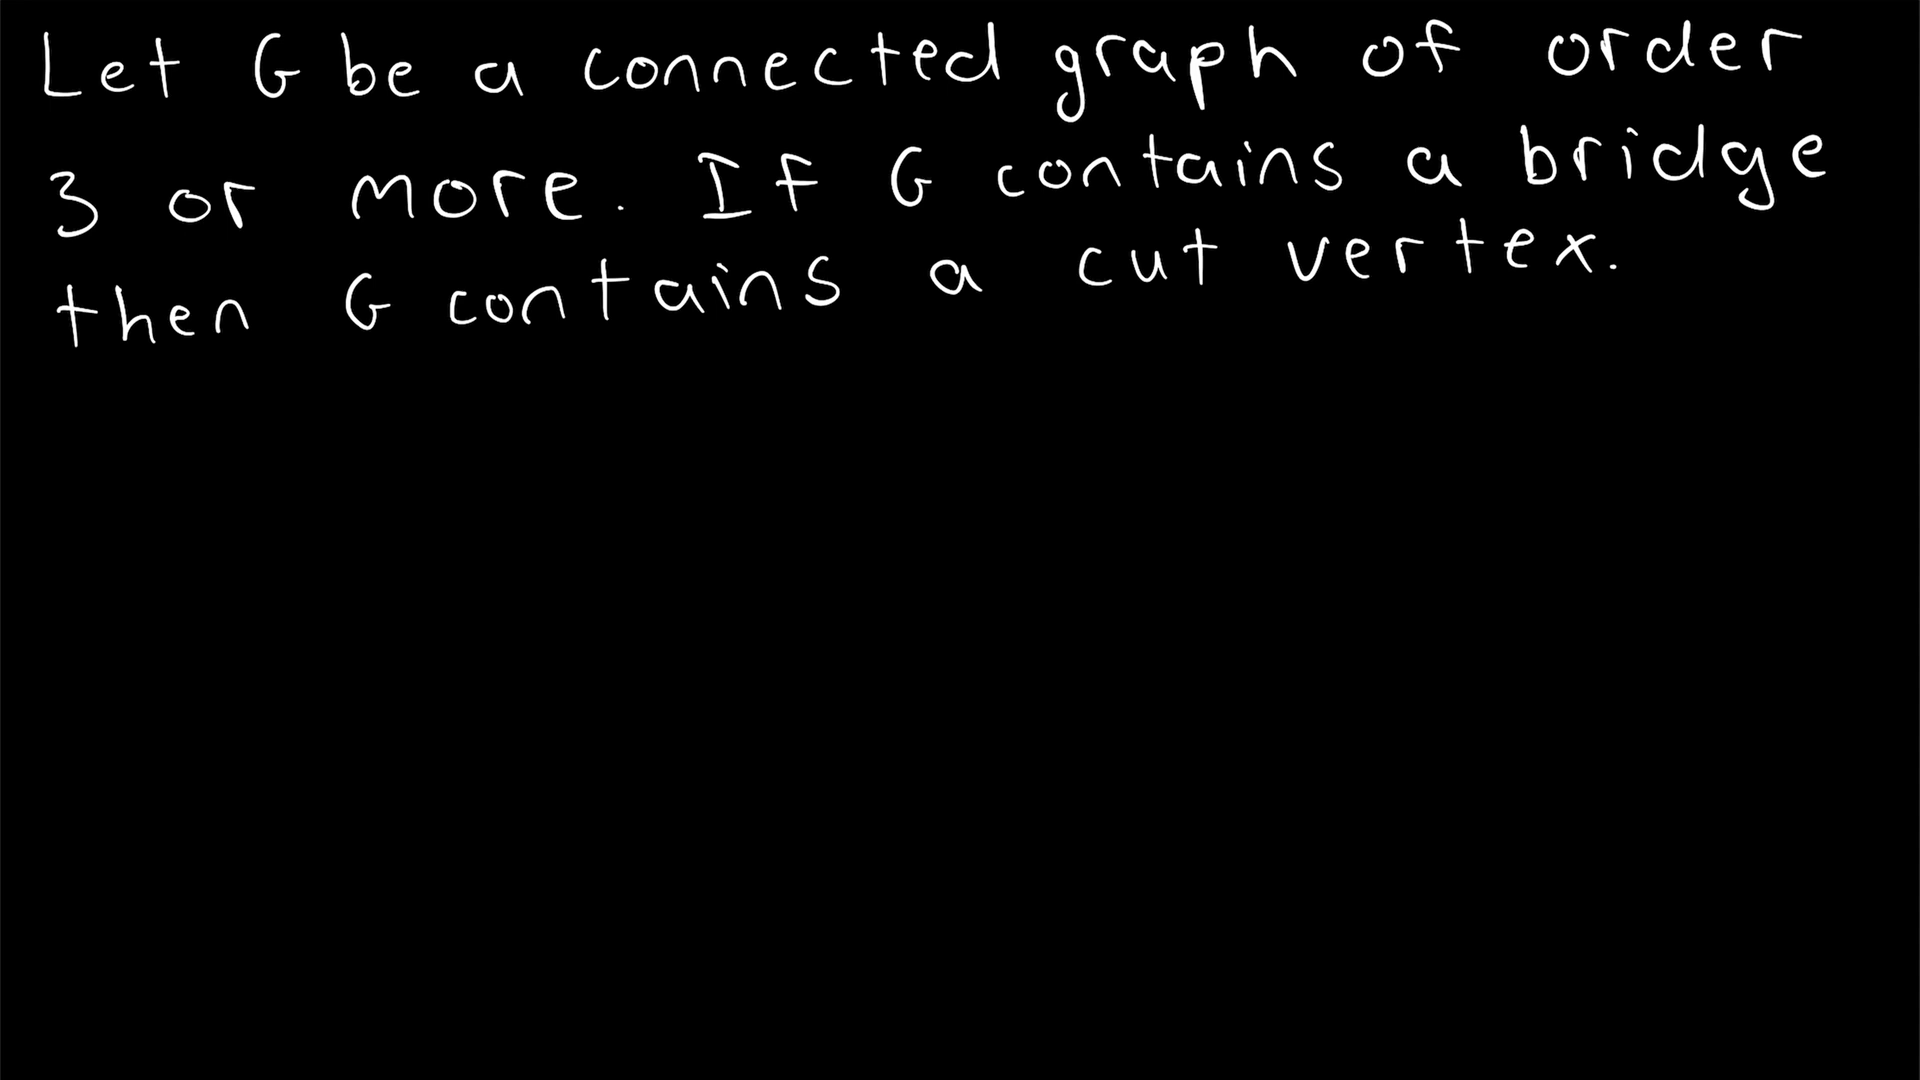 Let G be a connected graph of order
3 or more. If G contains a bridge
then G contains a cut vertex.